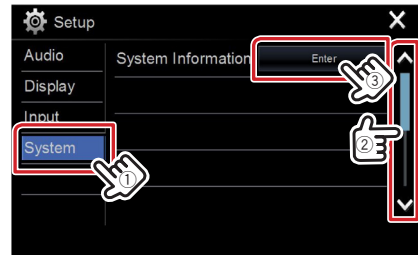 Setup
Audio
System Information
Enter
Display
Input
System
①
②
③